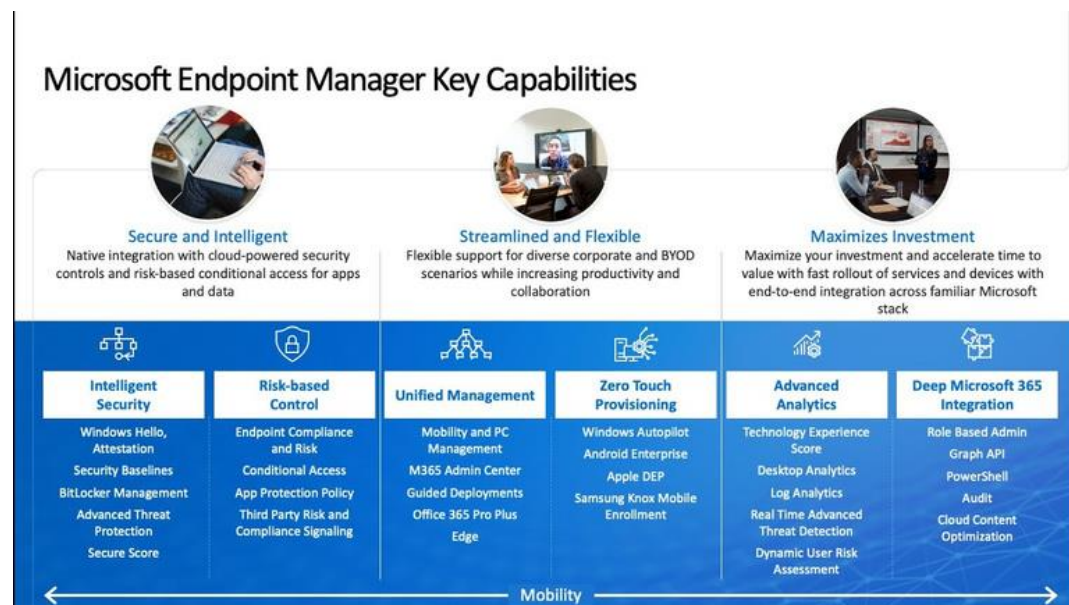 Microsoft Endpoint Manager Key Capabilities
Secure and Intelligent
Native integration with cloud-powered security
controls and risk-based conditional access for apps
and data
Streamlined and Flexible
Flexible support for diverse corporate and BYOD
scenarios while increasing productivity and
collaboration
Maximizes Investment
Maximize your investment and accelerate time to
value with fast rollout of services and devices with
end-to-end integration across familiar Microsoft
stack
Intelligent
Security
Windows Hello,
Attestation
Security Baselines
BitLocker Management
Advanced Threat
Protection
Secure Score
Risk-based
Control
Endpoint Compliance
and Risk
Conditional Access
App Protection Policy
Third Party Risk and
Compliance Signaling
Unified Management
Mobility and PC
Management
M365 Admin Center
Guided Deployments
Office 365 Pro Plus
Edge
Zero Touch
Provisioning
Windows Autopilot
Android Enterprise
Apple DEP
Samsung Knox Mobile
Enrollment
Advanced
Analytics
Technology Experience
Score
Desktop Analytics
Log Analytics
Real Time Advanced
Threat Detection
Dynamic User Risk
Assessment
Deep Microsoft 365
Integration
Role Based Admin
Graph API
PowerShell
Audit
Cloud Content
Optimization
Mobility